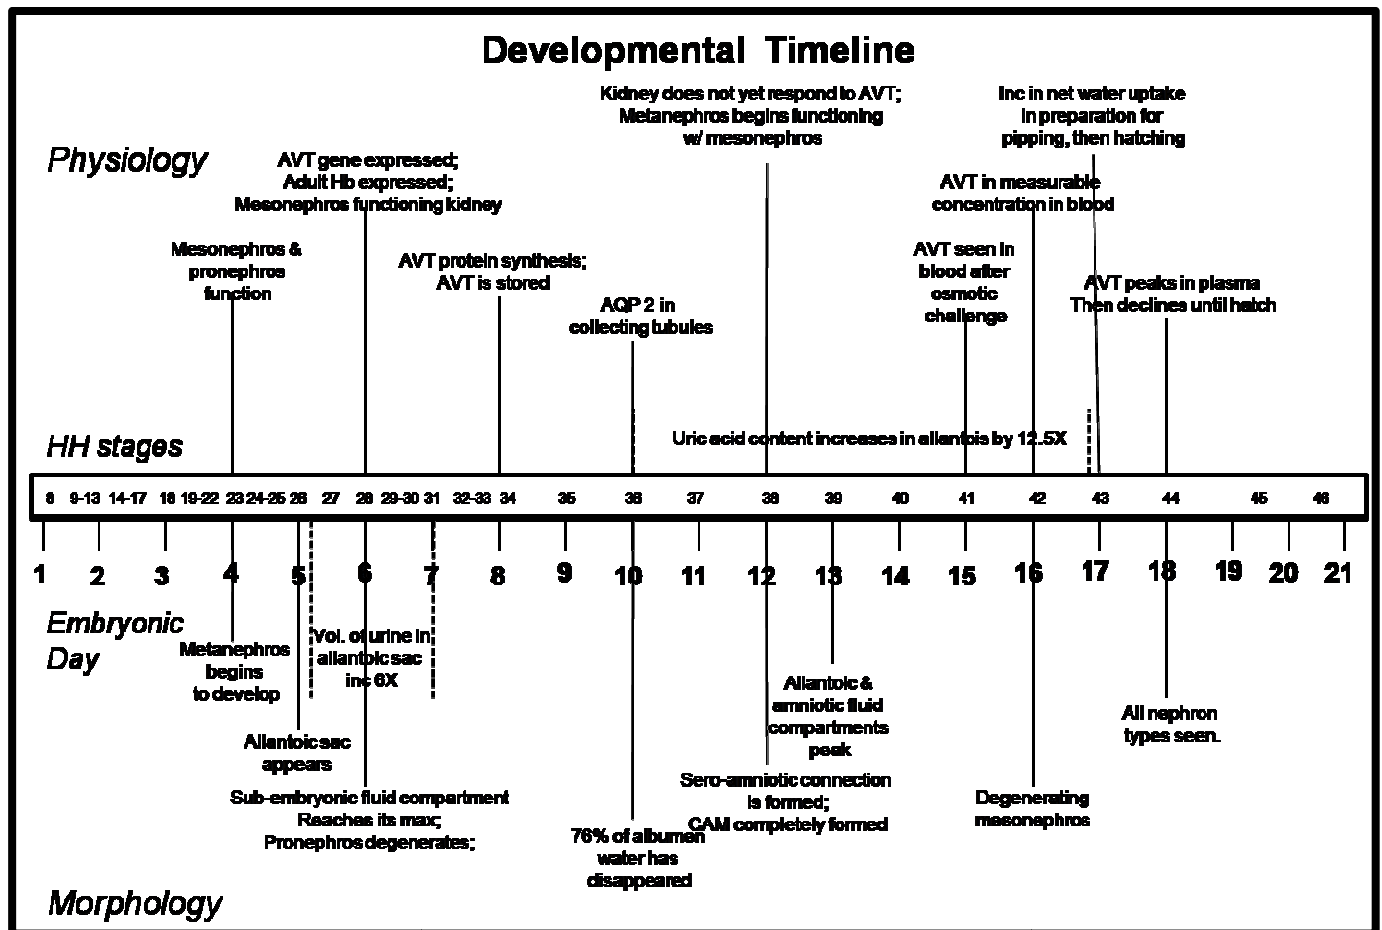 Developmental Timeline
Physiology
Kidney does not yet respond to AVT;
Metanephros begins functioning
w/ mesonephros
Inc in net water uptake
in preparation for
pipping, then hatching
AVT gene expressed;
Adult Hb expressed;
Mesonephros functioning kidney
AVT in measurable
concentration in blood
Mesonephros &
pronephros
function
AVT protein synthesis;
AVT is stored
AVT seen in
blood after
osmotic
challenge
AQP 2 in
collecting tubules
AVT peaks in plasma
Then declines until hatch
HH stages
Uric acid content increases in allantois by 12.5X
8 9-13 14-17 18 19-22 23 24-25 26 27 28 29-30 31 32-33 34 35 36 37 38 39 40 41 42 43 44 45 46
1 2 3 4 5 6 7 8 9 10 11 12 13 14 15 16 17 18 19 20 21
Embryonic
Day
Metanephros
begins
to develop
Vol. of urine in
allantoic sac
inc 6X
Allantoic sac
appears
Sub-embryonic fluid compartment
Reaches its max;
Pronephros degenerates;
76% of albumen
water has
disappeared
Allantoic &
amniotic fluid
compartments
peak
Sero-amniotic connection
is formed;
CAM completely formed
Degenerating
mesonephros
All nephron
types seen.
Morphology